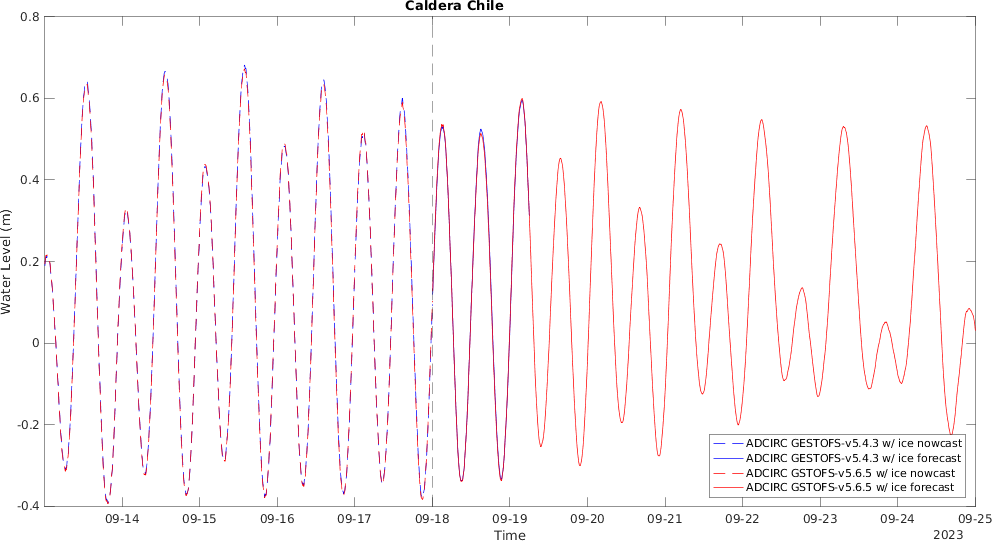 Caldera Chile
0.8
0.6
0.4
0.2
0
-0.2
-0.4
Water Level (m)
ADCIRC GESTOFS-v5.4.3 w/ ice nowcast
ADCIRC GESTOFS-v5.4.3 w/ ice forecast
ADCIRC GSTOFS-v5.6.5 w/ ice nowcast
ADCIRC GSTOFS-v5.6.5 w/ ice forecast
09-14 09-15 09-16 09-17 09-18 09-19 09-20 09-21 09-22 09-23 09-24 09-25
Time
2023